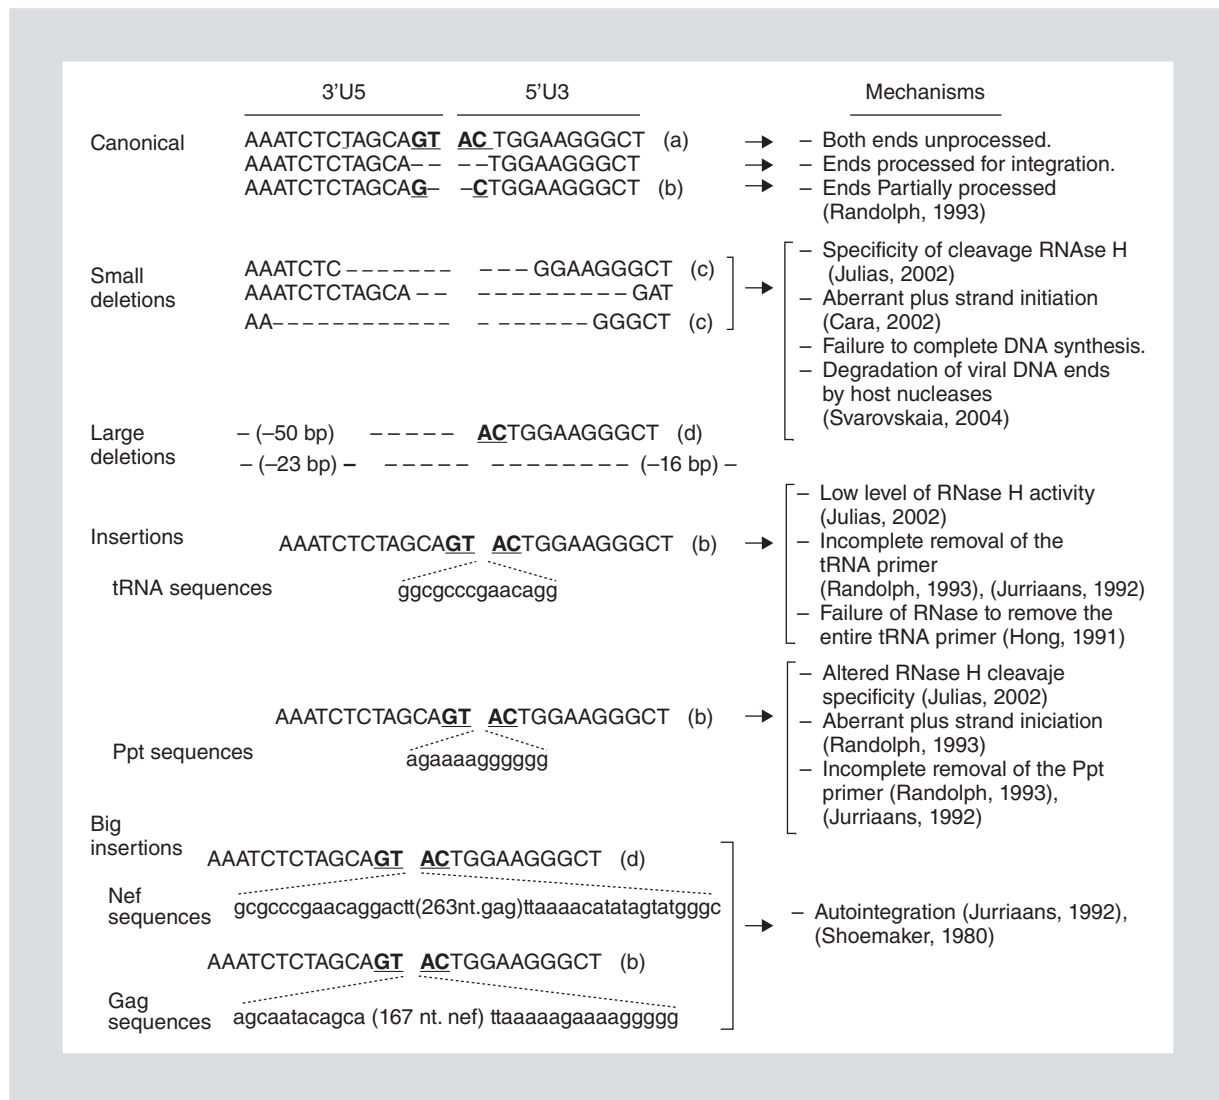 3'U5 5'U3 Mechanisms
Canonical AAATCTCTAGCAGT AC TGGAAGGGCT (a) → – Both ends unprocessed.
AAATCTCTAGCA– – – –TGGAAGGGCT → – Ends processed for integration.
AAATCTCTAGCAG– –CTGGAAGGGCT (b) → – Ends Partially processed
(Randolph, 1993)
Small
deletions
AAATCTC – – – – – – – – – – GGAAGGGCT (c)
AAATCTCTAGCA – – – – – – – – – – – GAT
AA– – – – – – – – – – – – – – – – – – – GGGCT (c)
→
– Specificity of cleavage RNAse H
(Julias, 2002)
– Aberrant plus strand initiation
(Cara, 2002)
– Failure to complete DNA synthesis.
– Degradation of viral DNA ends
by host nucleases
(Svarovskaia, 2004)
Large
deletions
– (–50 bp) – – – – – ACTGGAAGGGCT (d)
– (–23 bp) – – – – – – – – – – – – – (–16 bp) –
Insertions AAATCTCTAGCAGT ACTGGAAGGGCT (b) →
tRNA sequences ggcgcccgaacagg
– Low level of RNase H activity
(Julias, 2002)
– Incomplete removal of the
tRNA primer
(Randolph, 1993), (Jurriaans, 1992)
– Failure of RNase to remove the
entire tRNA primer (Hong, 1991)
AAATCTCTAGCAGT ACTGGAAGGGCT (b) →
Ppt sequences agaaaagggggg
– Altered RNase H cleavaje
specificity (Julias, 2002)
– Aberrant plus strand iniciation
(Randolph, 1993)
– Incomplete removal of the Ppt
primer (Randolph, 1993),
(Jurriaans, 1992)
Big
insertions
AAATCTCTAGCAGT ACTGGAAGGGCT (d)
Nef
sequences
gcgcccgaacaggactt(263nt.gag)ttaaaacatatagtatgggc
AAATCTCTAGCAGT ACTGGAAGGGCT (b)
Gag
sequences
agcaatacagca (167 nt. nef) ttaaaaagaaaaggggg
→ – Autointegration (Jurriaans, 1992),
(Shoemaker, 1980)